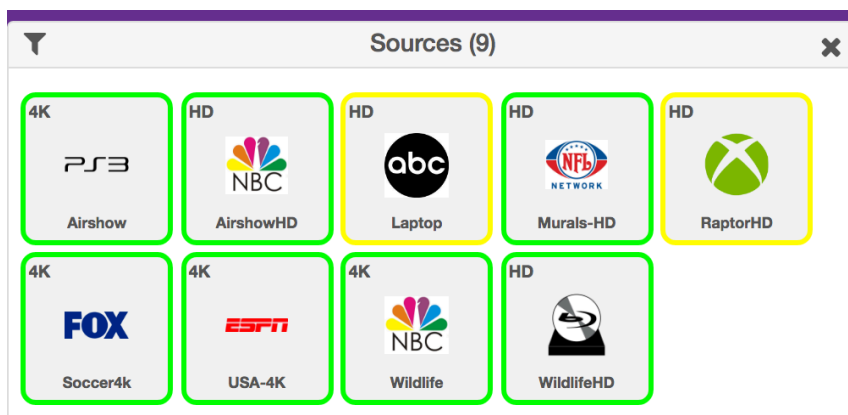 Sources (9)
4K
HD
HD
HD
HD
PS3
NBC
abc
NFL
NETWORK
Airshow
AirshowHD
Laptop
Murals-HD
RaptorHD
4K
4K
4K
HD
FOX
ESPN
NBC
Soccer4k
USA-4K
Wildlife
WildlifeHD